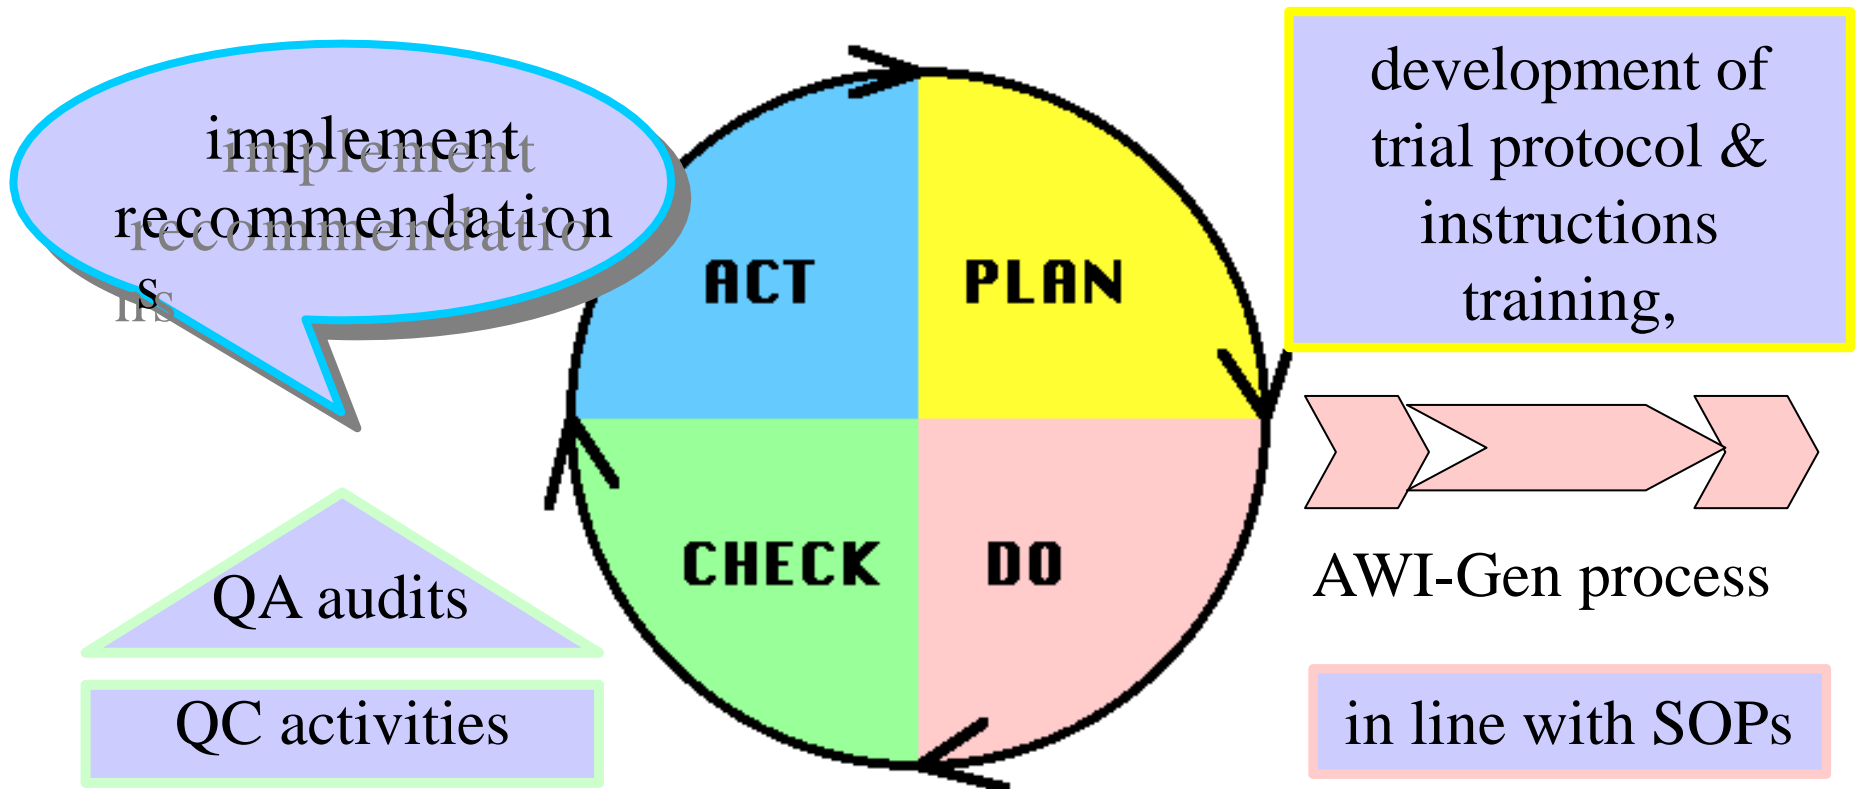 implement
recommendation
s
ACT
PLAN
CHECK
DO
development of
trial protocol &
instructions
training,
AWI-Gen process
in line with SOPs
QA audits
QC activities